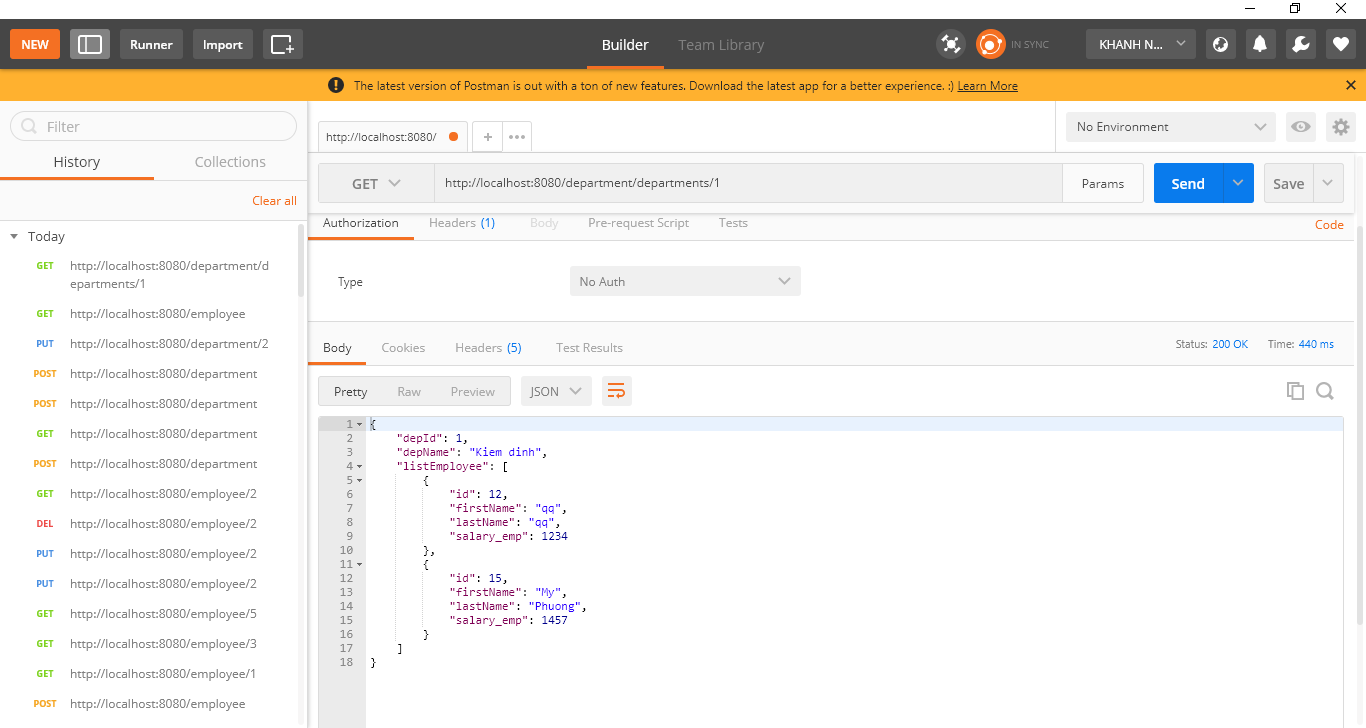 NEW Runner Import Builder Team Library IN SYNC KHANH N...
The latest version of Postman is out with a ton of new features. Download the latest app for a better experience. :) Learn More
Filter
History Collections
Clear all
Today
GET http://localhost:8080/department/d
epartments/1
GET http://localhost:8080/employee
PUT http://localhost:8080/department/2
POST http://localhost:8080/department
POST http://localhost:8080/department
GET http://localhost:8080/department
POST http://localhost:8080/department
GET http://localhost:8080/employee/2
DEL http://localhost:8080/employee/2
PUT http://localhost:8080/employee/2
PUT http://localhost:8080/employee/2
GET http://localhost:8080/employee/5
GET http://localhost:8080/employee/3
GET http://localhost:8080/employee/1
POST http://localhost:8080/employee
http://localhost:8080/ + ••• No Environment
GET http://localhost:8080/department/departments/1 Params Send Save
Authorization Headers (1) Body Pre-request Script Tests Code
Type No Auth
Body Cookies Headers (5) Test Results Status: 200 OK Time: 440 ms
Pretty Raw Preview JSON
1 {
2 "depId": 1,
3 "depName": "Kiem dinh",
4 "listEmployee": [
5 {
6 "id": 12,
7 "firstName": "qq",
8 "lastName": "qq",
9 "salary_emp": 1234
10 },
11 {
12 "id": 15,
13 "firstName": "My",
14 "lastName": "Phuong",
15 "salary_emp": 1457
16 }
17 ]
18 }